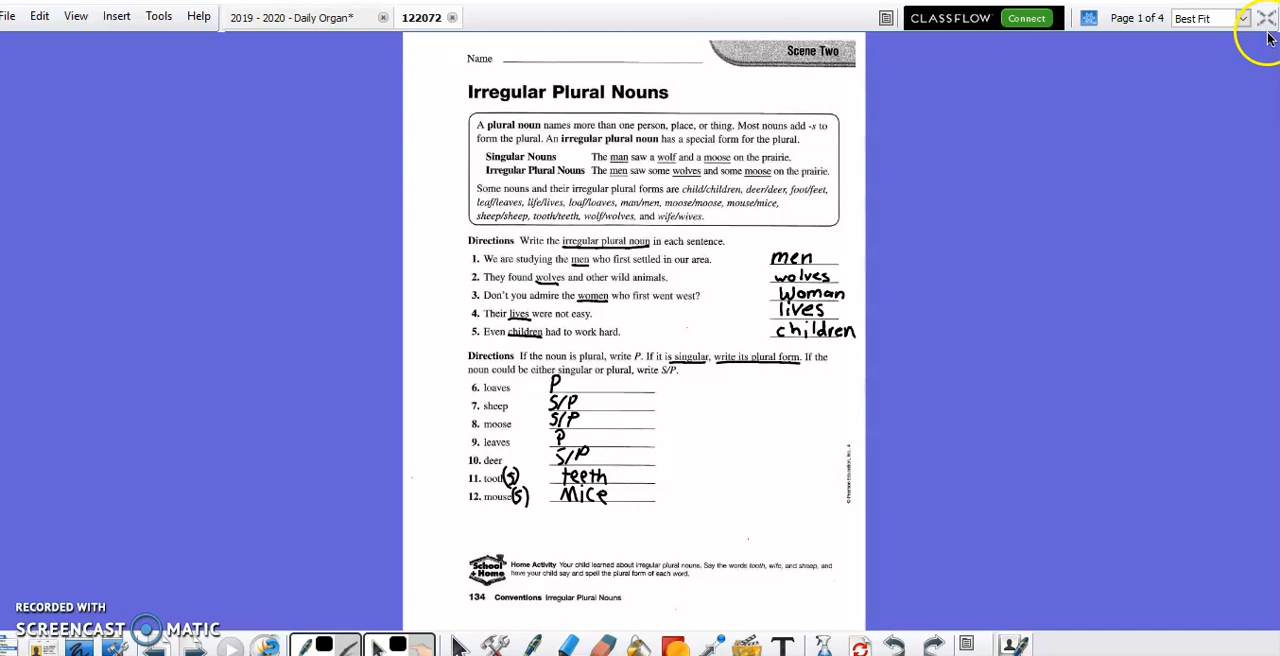 File Edit View Insert Tools Help
2019 - 2020 - Daily Organ* 122072
CLASSFLOW Connect Page 1 of 4 Best Fit
Scene Two
Name
Irregular Plural Nouns
A plural noun names more than one person, place, or thing. Most nouns add -s to
form the plural. An irregular plural noun has a special form for the plural.
Singular Nouns The man saw a wolf and a moose on the prairie.
Irregular Plural Nouns The men saw some wolves and some moose on the prairie.
Some nouns and their irregular plural forms are child/children, deer/deer, foot/feet,
leaf/leaves, life/lives, loaf/loaves, man/men, moose/moose, mouse/mice,
sheep/sheep, tooth/teeth, wolf/wolves, and wife/wives.
Directions Write the irregular plural noun in each sentence.
1. We are studying the men who first settled in our area. men
2. They found wolves and other wild animals. wolves
3. Don't you admire the women who first went west? Woman
4. Their lives were not easy. lives
5. Even children had to work hard. children
Directions If the noun is plural, write P. If it is singular, write its plural form. If the
noun could be either singular or plural, write S/P.
6. loaves P
7. sheep S/P
8. moose S/P
9. leaves P
10. deer S/P
11. tooth (s) teeth
12. mouse (s) Mice
© Pearson Education, Inc., 4
School + Home Home Activity Your child learned about irregular plural nouns. Say the words tooth, wife, and sheep, and
have your child say and spell the plural form of each word.
134 Conventions Irregular Plural Nouns
RECORDED WITH
SCREENCAST MATIC